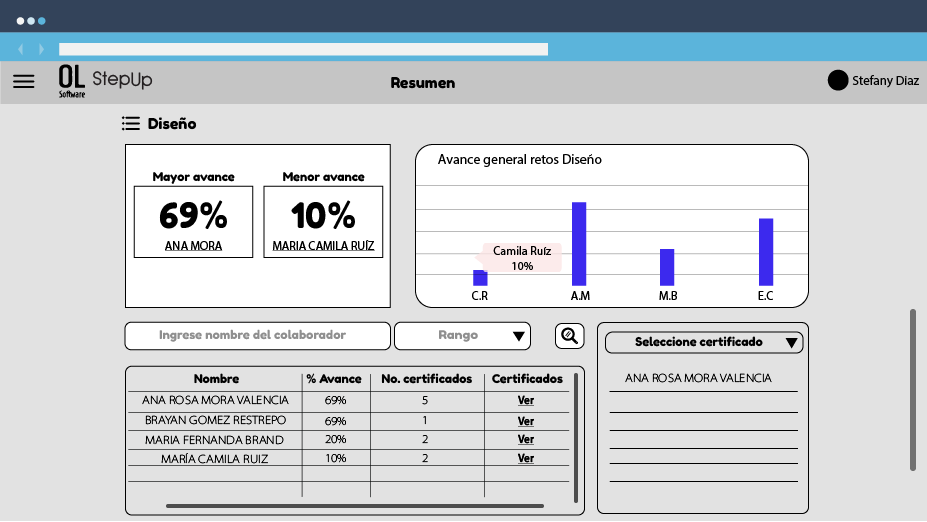 OL StepUp
Software
Resumen
Stefany Diaz
Diseño
Mayor avance
Menor avance
69%
10%
ANA MORA
MARIA CAMILA RUÍZ
Avance general retos Diseño
Camila Ruíz
10%
C.R
A.M
M.B
E.C
Ingrese nombre del colaborador
Rango
Seleccione certificado
ANA ROSA MORA VALENCIA
Nombre % Avance No. certificados Certificados
ANA ROSA MORA VALENCIA 69% 5 Ver
BRAYAN GOMEZ RESTREPO 69% 1 Ver
MARIA FERNANDA BRAND 20% 2 Ver
MARÍA CAMILA RUIZ 10% 2 Ver